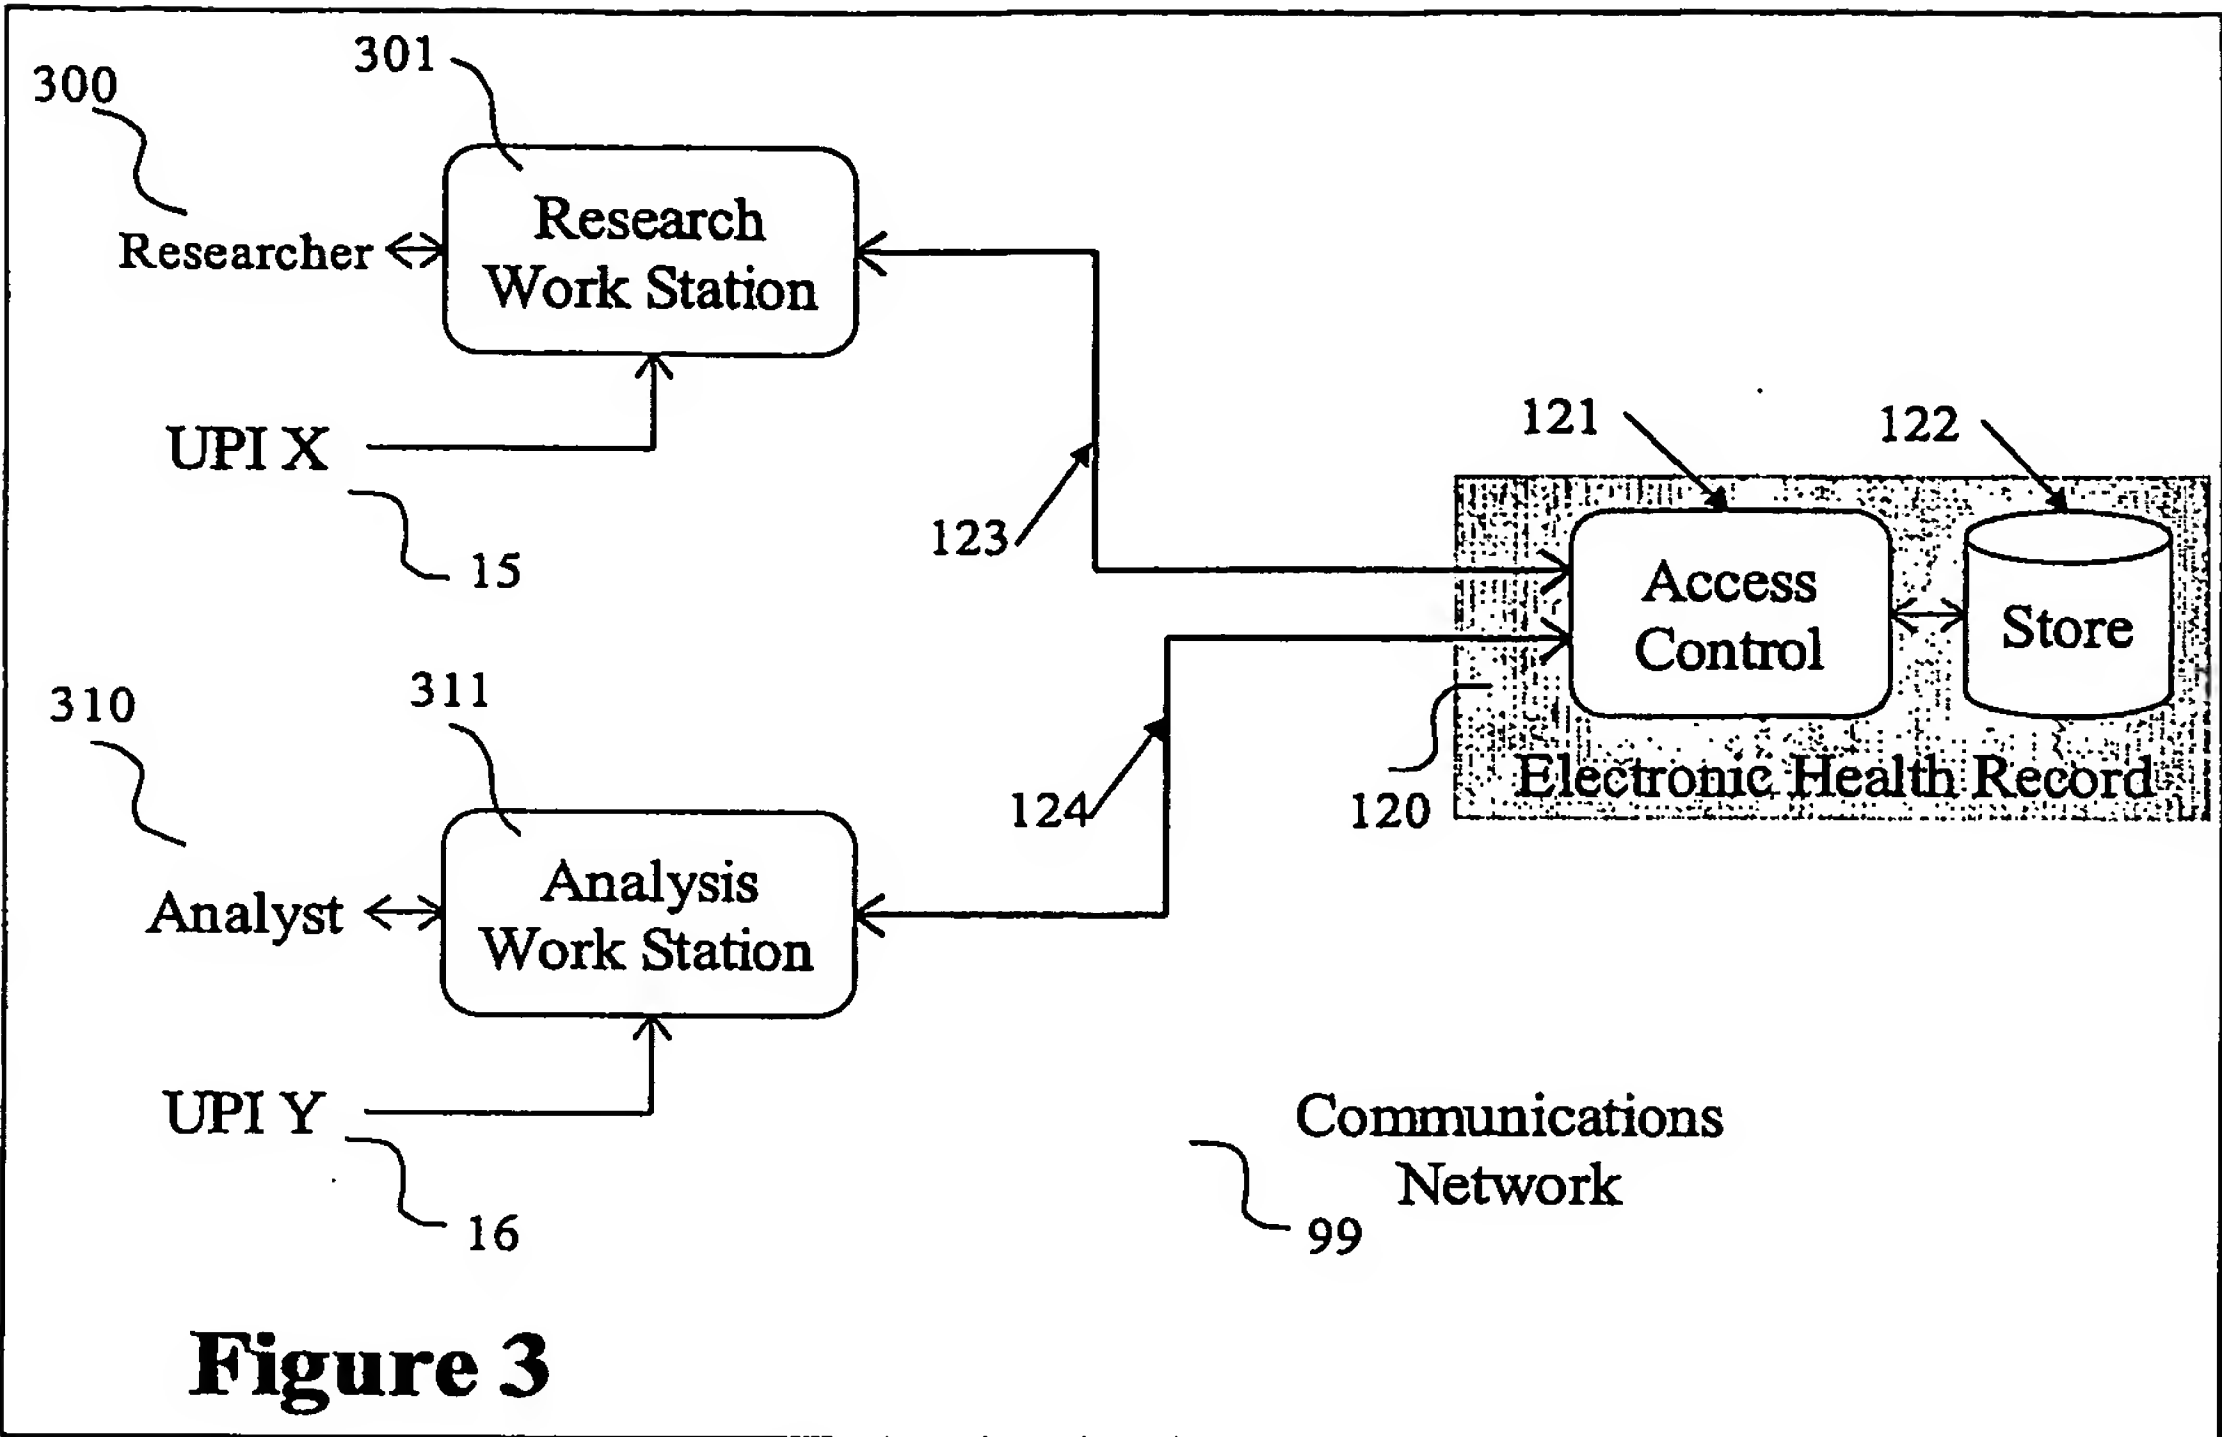 301
300
Research
Work Station
Researcher
UPI X
15
123
121
122
Access
Control
Store
Electronic Health Record
120
124
310
311
Analysis
Work Station
Analyst
UPI Y
16
Communications
Network
99
Figure 3